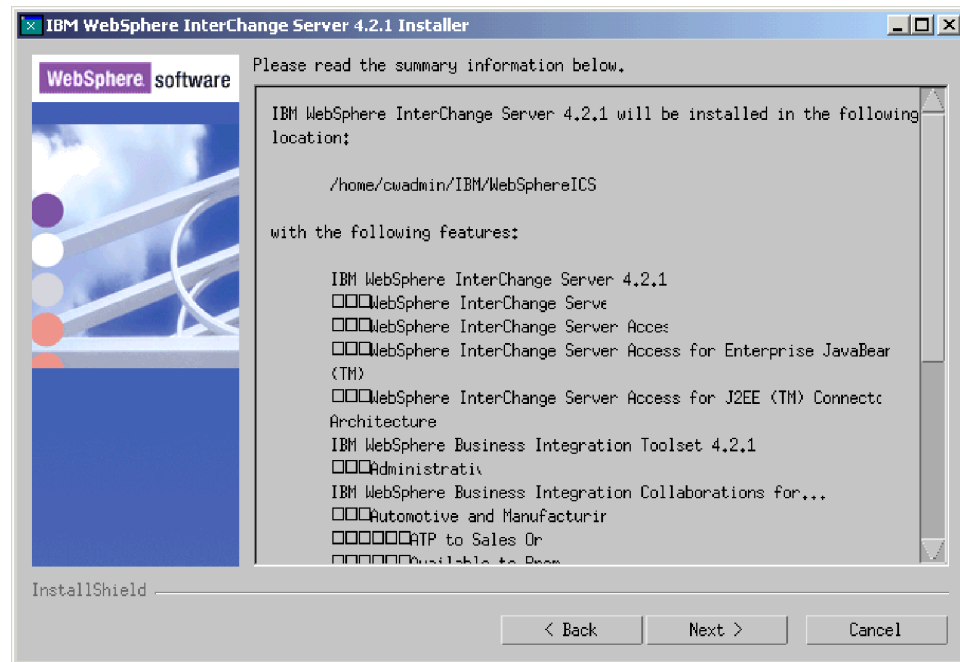 IBM WebSphere InterChange Server 4.2.1 Installer
WebSphere software
Please read the summary information below.
IBM WebSphere InterChange Server 4.2.1 will be installed in the following
location:
/home/cwadmin/IBM/WebSphereICS
with the following features:
IBM WebSphere InterChange Server 4.2.1
□□□WebSphere InterChange Serve
□□□WebSphere InterChange Server Acces
□□□WebSphere InterChange Server Access for Enterprise JavaBear
(TM)
□□□WebSphere InterChange Server Access for J2EE (TM) Connectc
Architecture
IBM WebSphere Business Integration Toolset 4.2.1
□□□Administrativ
IBM WebSphere Business Integration Collaborations for...
□□□Automotive and Manufacturir
□□□□□□ATP to Sales Or
□□□□□□Available to Prom
InstallShield
< Back
Next >
Cancel